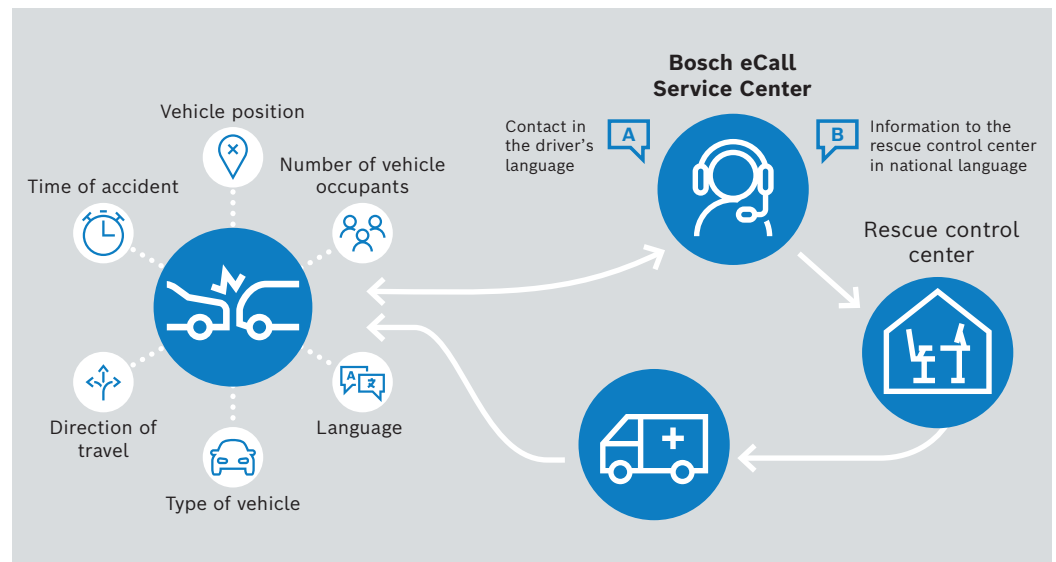 Bosch eCall
Service Center
Contact in
the driver's
language
A
B
Information to the
rescue control center
in national language
Vehicle position
Number of vehicle
occupants
Time of accident
Rescue control
center
A
Direction of
travel
Language
Type of vehicle